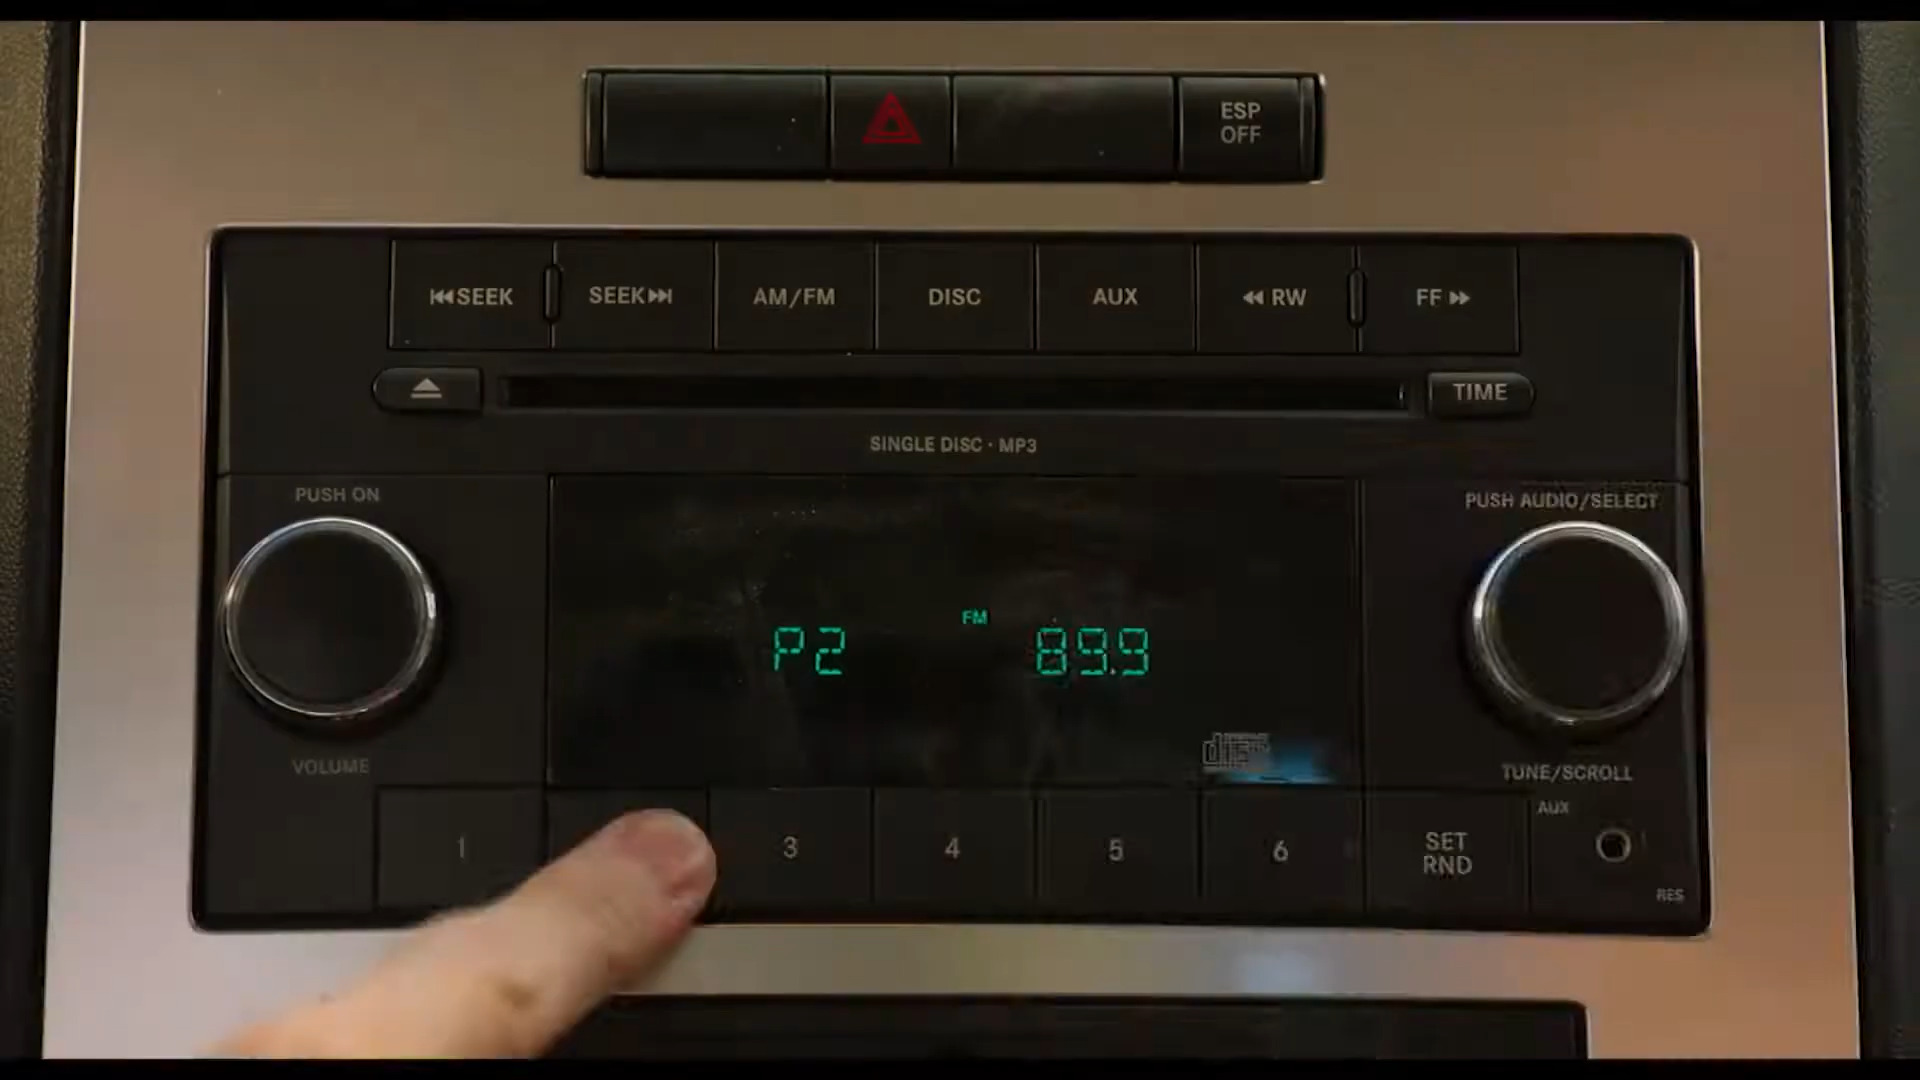 ESP
OFF
SEEK
SEEK
AM/FM
DISC
AUX
RW
FF
TIME
SINGLE DISC · MP3
PUSH ON
PUSH AUDIO/SELECT
FM
P2
89.9
VOLUME
TUNE/SCROLL
AUX
1
3
4
5
6
SET
RND
RES